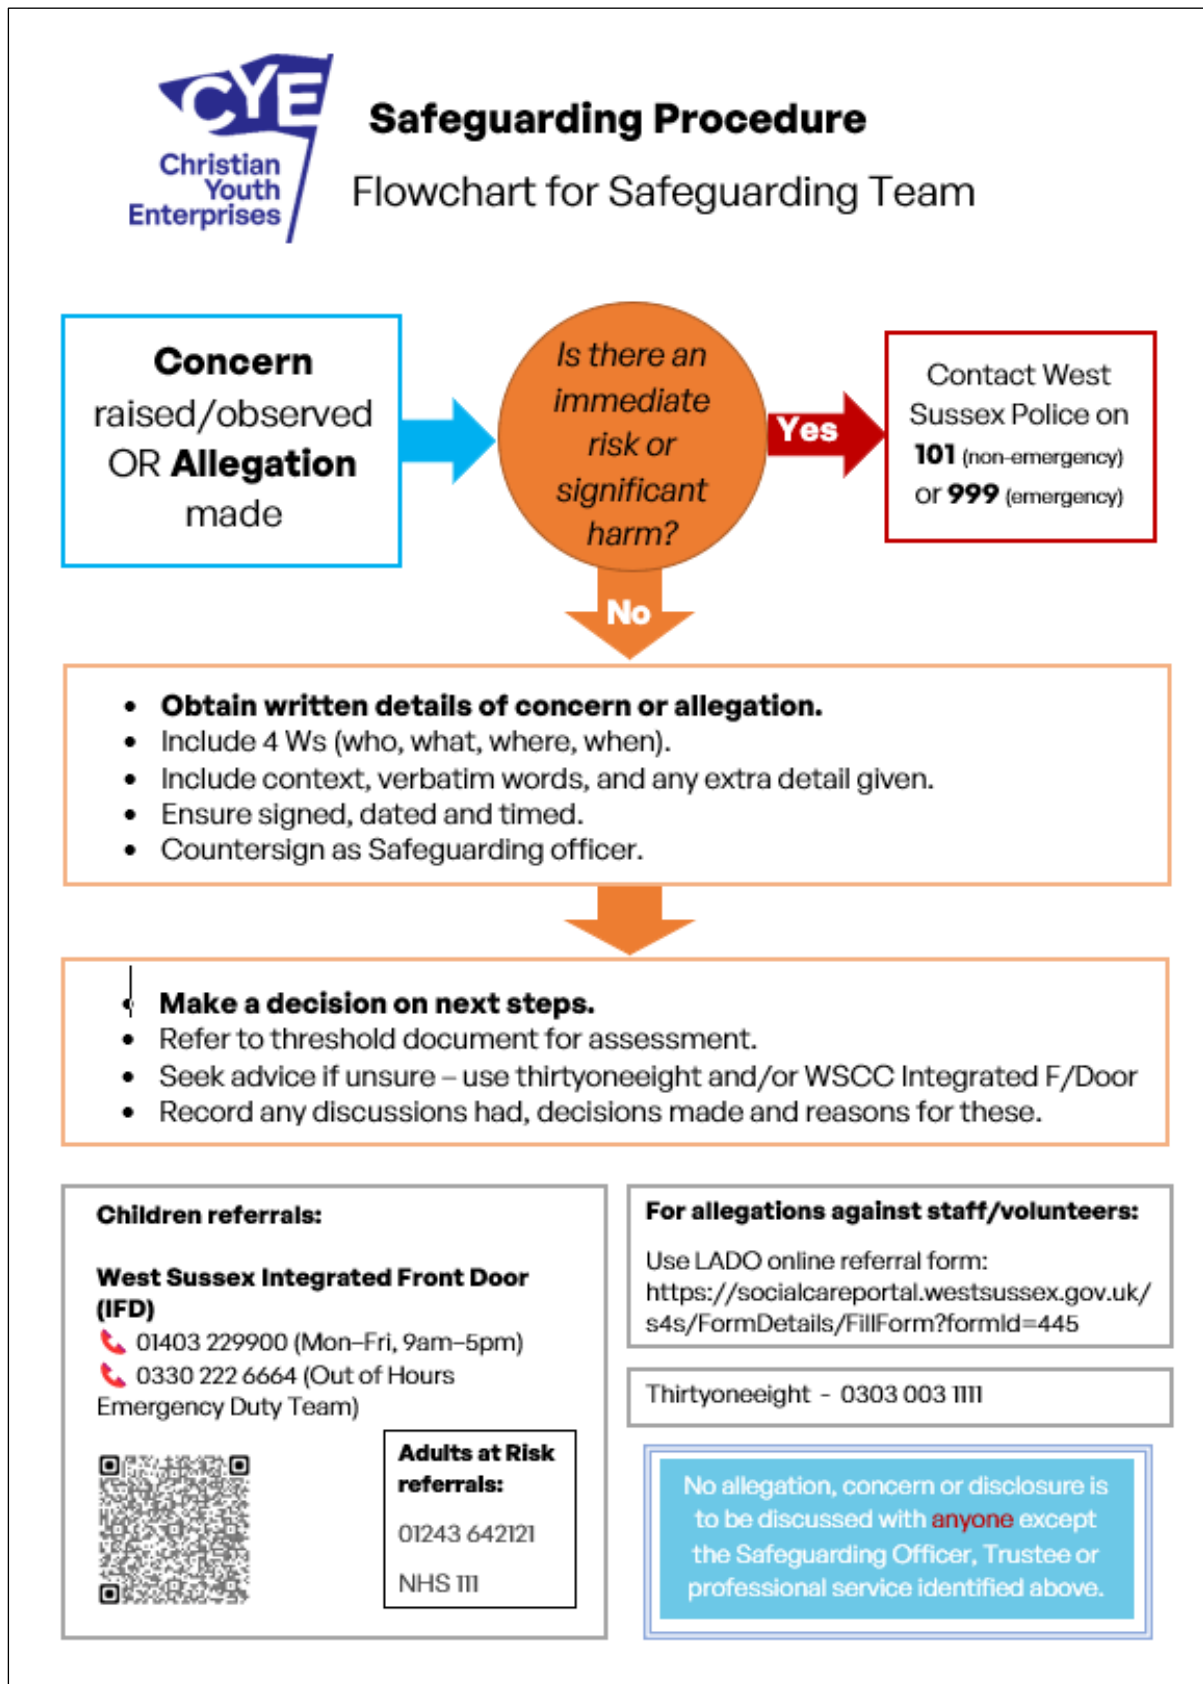 CYE
Christian
Youth
Enterprises
Safeguarding Procedure
Flowchart for Safeguarding Team
Concern
raised/observed
OR Allegation
made
Is there an
immediate
risk or
significant
harm?
Yes
Contact West
Sussex Police on
101 (non-emergency)
or 999 (emergency)
No
• Obtain written details of concern or allegation.
• Include 4 Ws (who, what, where, when).
• Include context, verbatim words, and any extra detail given.
• Ensure signed, dated and timed.
• Countersign as Safeguarding officer.
• Make a decision on next steps.
• Refer to threshold document for assessment.
• Seek advice if unsure – use thirtyoneeight and/or WSCC Integrated F/Door
• Record any discussions had, decisions made and reasons for these.
Children referrals:
West Sussex Integrated Front Door
(IFD)
01403 229900 (Mon–Fri, 9am–5pm)
0330 222 6664 (Out of Hours
Emergency Duty Team)
Adults at Risk
referrals:
01243 642121
NHS 111
For allegations against staff/volunteers:
Use LADO online referral form:
https://socialcareportal.westsussex.gov.uk/
s4s/FormDetails/FillForm?formId=445
Thirtyoneeight - 0303 003 1111
No allegation, concern or disclosure is
to be discussed with anyone except
the Safeguarding Officer, Trustee or
professional service identified above.